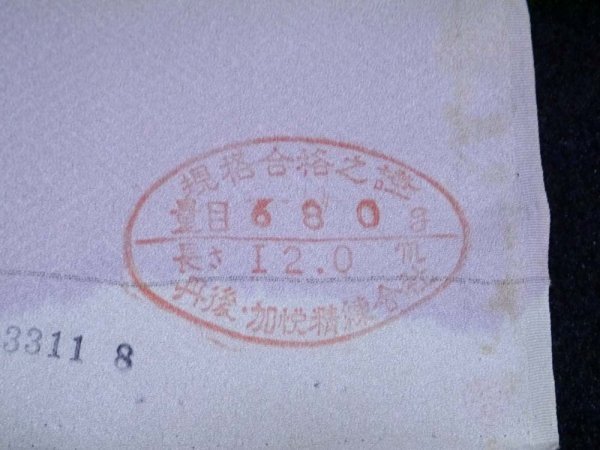 規格合格之證
量目 680 g
長さ 12.0 m
丹後・加悦精練
3311 8